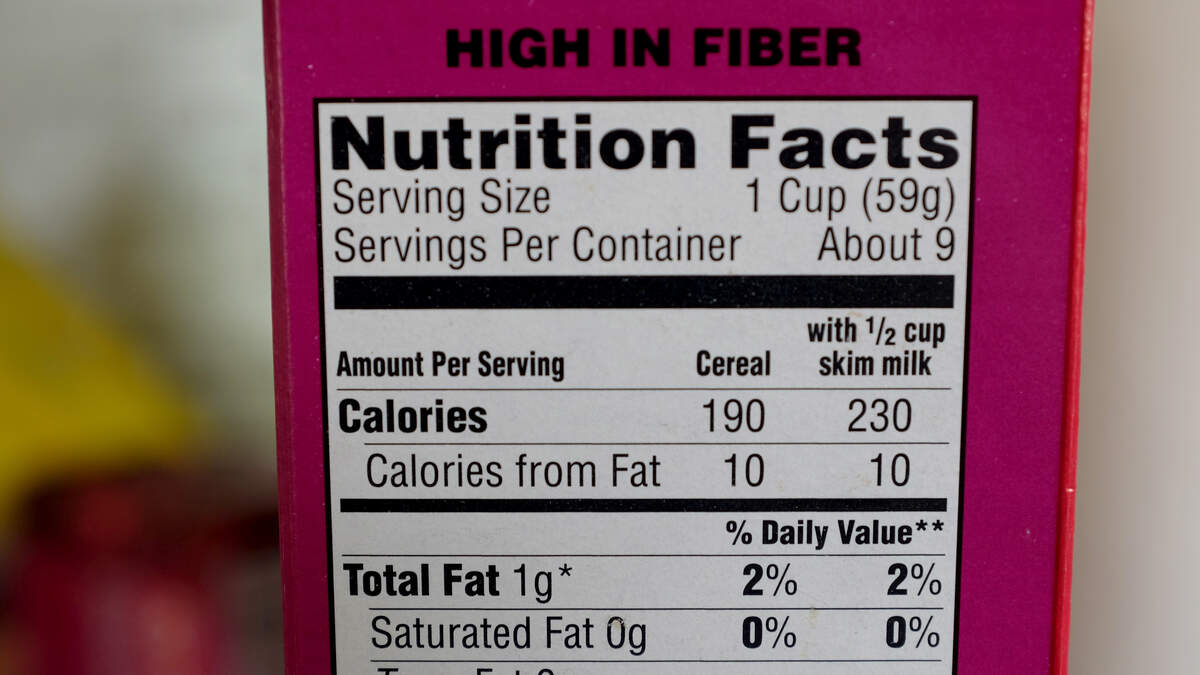 HIGH IN FIBER
Nutrition Facts
Serving Size 1 Cup (59g)
Servings Per Container About 9
with 1/2 cup
Amount Per Serving Cereal skim milk
Calories 190 230
Calories from Fat 10 10
% Daily Value**
Total Fat 1g* 2% 2%
Saturated Fat 0g 0% 0%